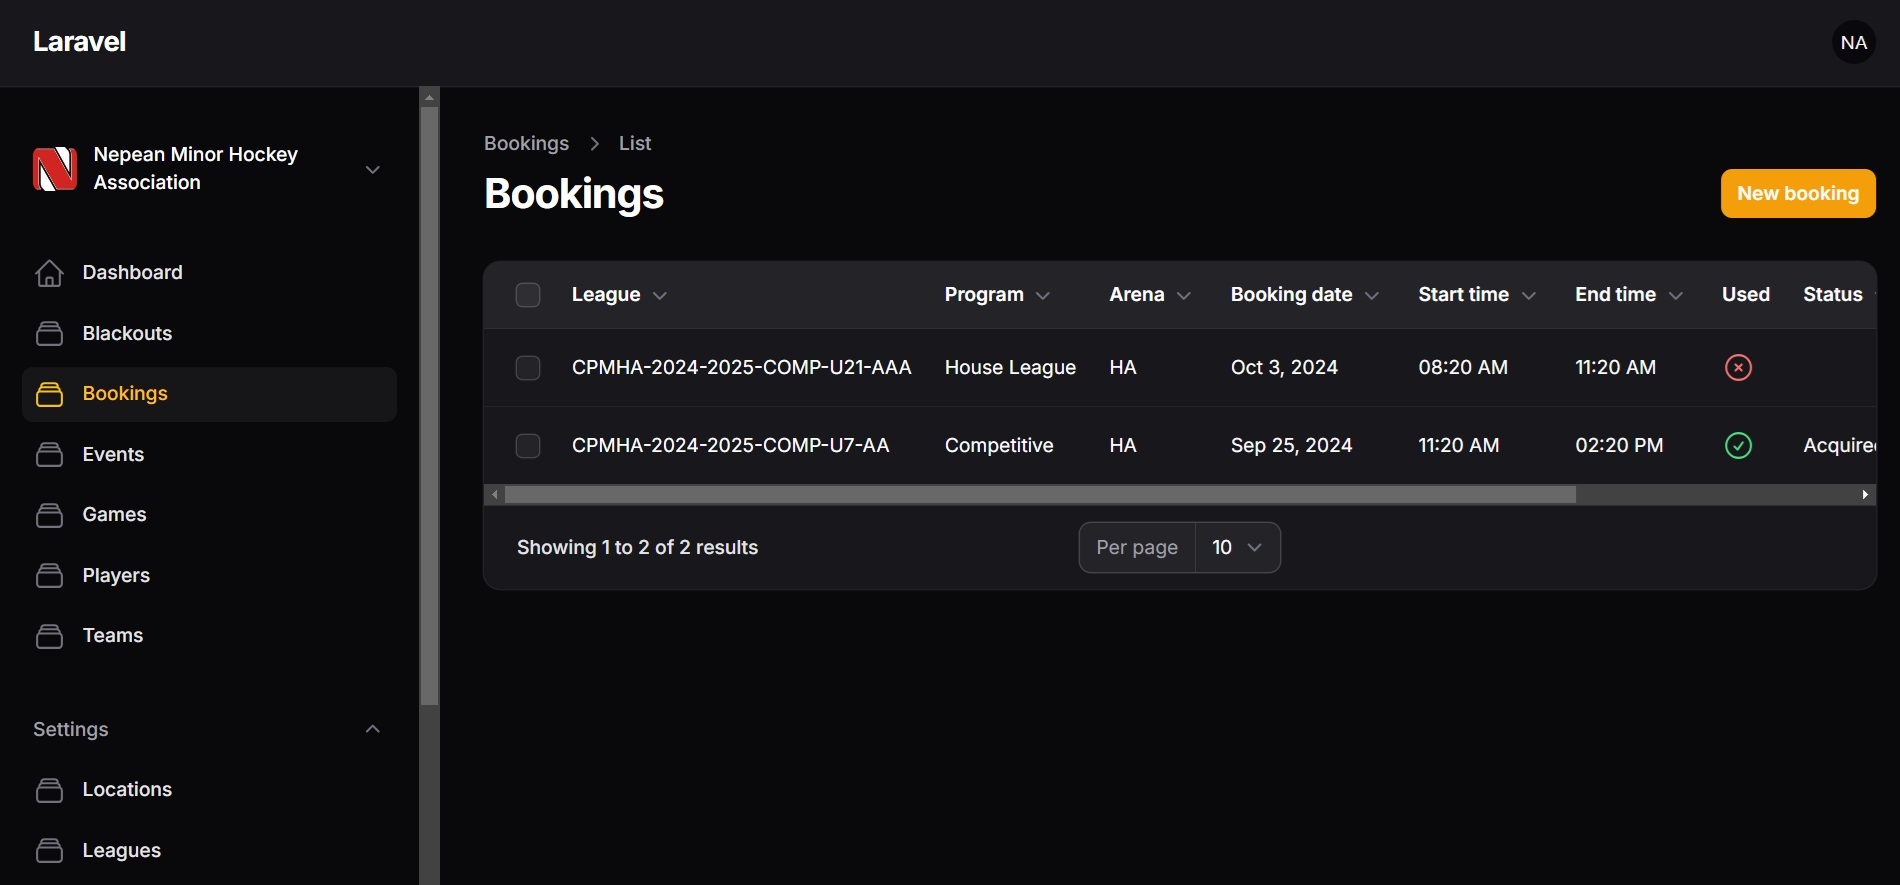 Laravel
NA
Nepean Minor Hockey
Association
Dashboard
Blackouts
Bookings
Events
Games
Players
Teams
Settings
Locations
Leagues
Bookings > List
Bookings
New booking
League Program Arena Booking date Start time End time Used Status
CPMHA-2024-2025-COMP-U21-AAA House League HA Oct 3, 2024 08:20 AM 11:20 AM
CPMHA-2024-2025-COMP-U7-AA Competitive HA Sep 25, 2024 11:20 AM 02:20 PM
Showing 1 to 2 of 2 results
Per page 10